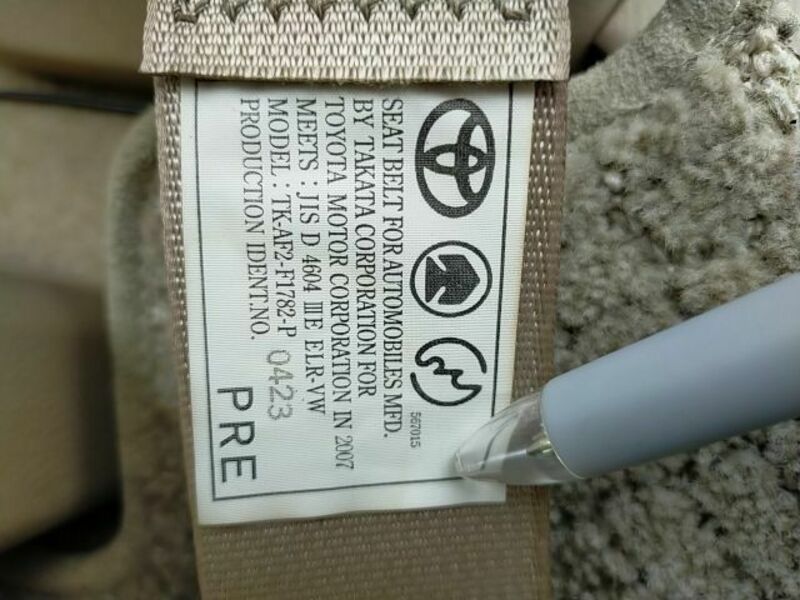 567015
SEAT BELT FOR AUTOMOBILES MFD.
BY TAKATA CORPORATION FOR
TOYOTA MOTOR CORPORATION IN 2007
MEETS : JIS D 4604 ⅢE ELR-VW
MODEL : TK-AF2-F1782-P
PRODUCTION IDENT.NO. 0423
PRE